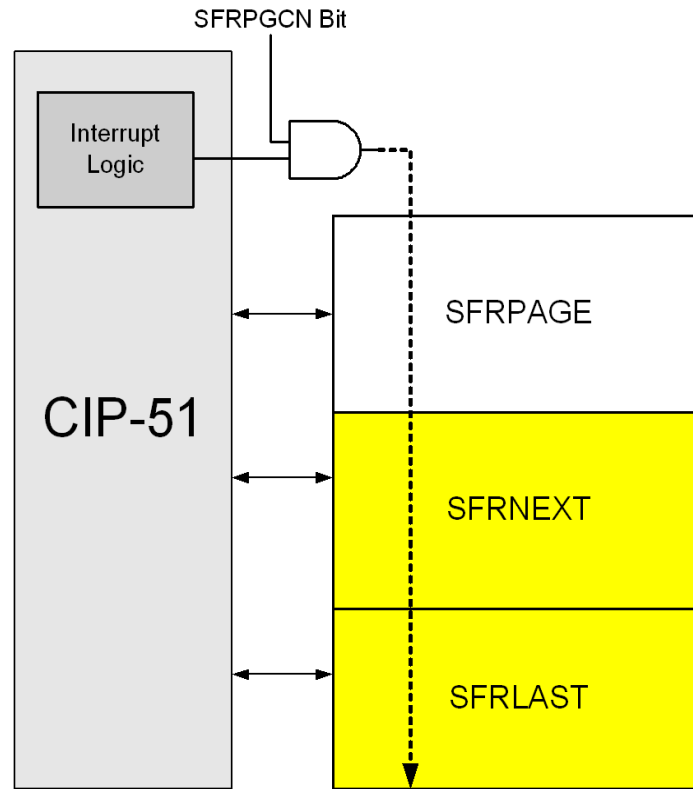 SFRPGCN Bit
Interrupt
Logic
SFRPAGE
CIP-51
SFRNEXT
SFRLAST